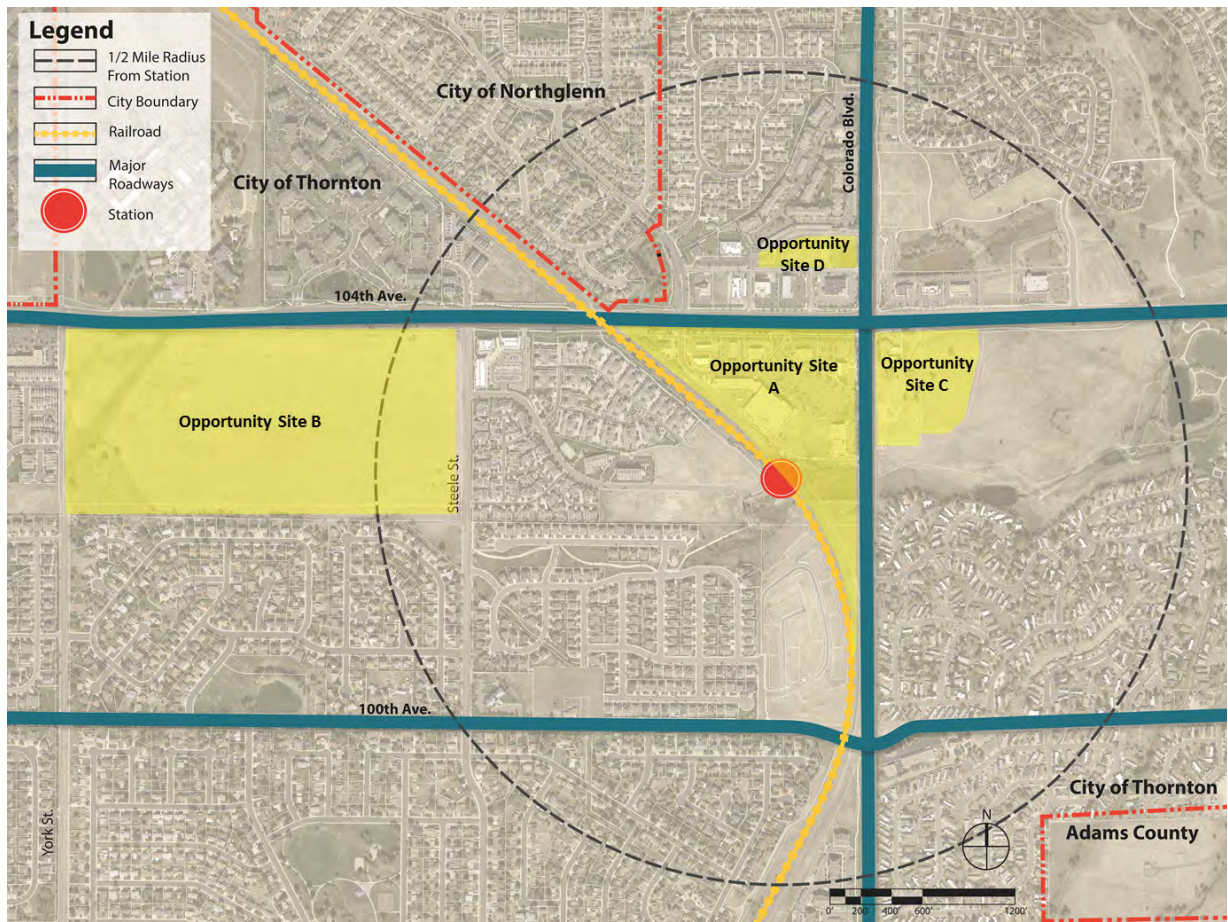 Legend
1/2 Mile Radius
From Station
City Boundary
Railroad
Major
Roadways
Station
City of Northglenn
City of Thornton
Colorado Blvd.
Opportunity
Site D
104th Ave.
Opportunity Site
A
Opportunity
Site C
Opportunity Site B
Steele St.
100th Ave.
York St.
City of Thornton
Adams County
N
0'
200'
400'
600'
1200'